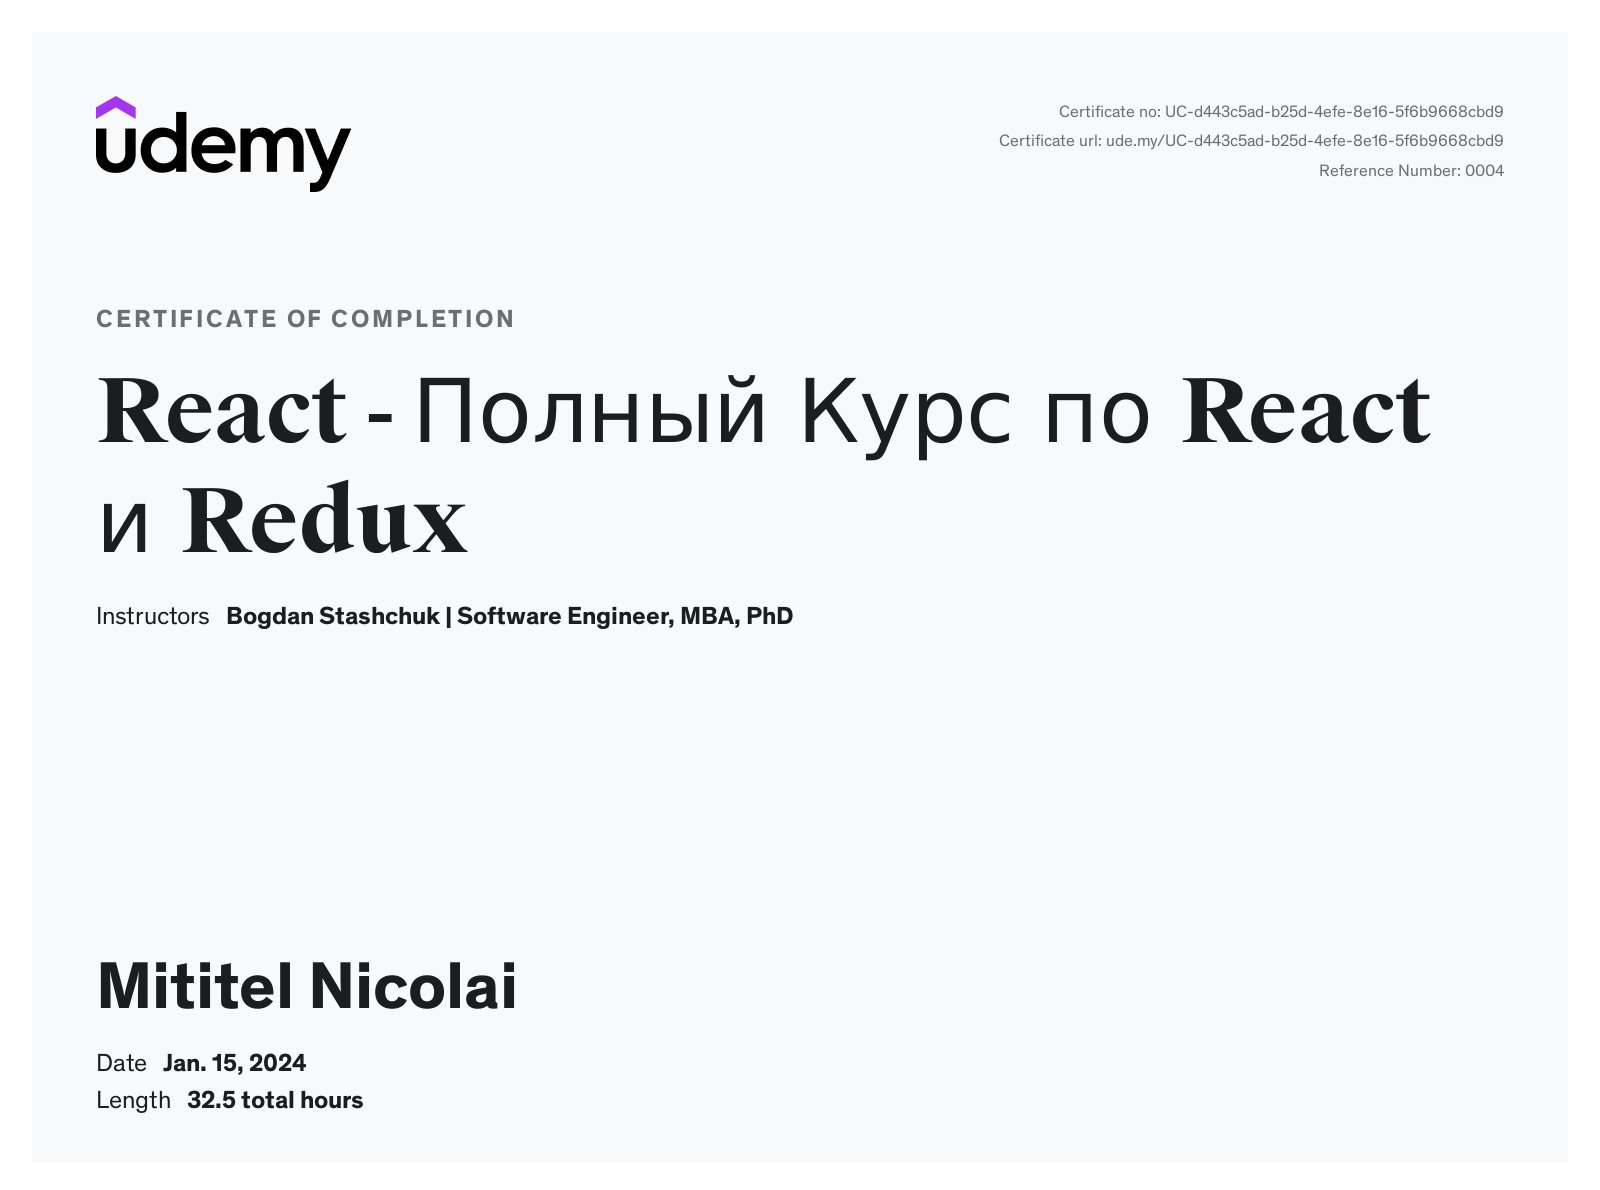 udemy
Certificate no: UC-d443c5ad-b25d-4efe-8e16-5f6b9668cbd9
Certificate url: ude.my/UC-d443c5ad-b25d-4efe-8e16-5f6b9668cbd9
Reference Number: 0004
CERTIFICATE OF COMPLETION
React - Полный Курс по React
и Redux
Instructors Bogdan Stashchuk | Software Engineer, MBA, PhD
Mititel Nicolai
Date Jan. 15, 2024
Length 32.5 total hours